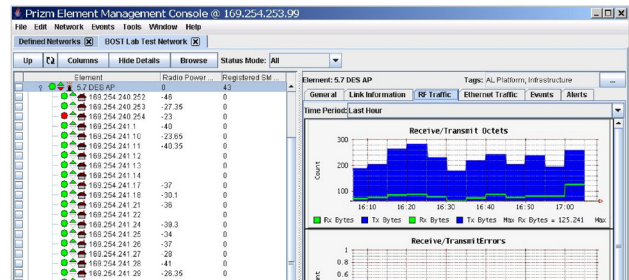 Prizm Element Management Console @ 169.254.253.99
File Edit Network Events Tools Window Help
Defined Networks BOST Lab Test Network
Up Columns Hide Details Browse Status Mode: All
Element Radio Power ... Registered SM ...
5.7 DES AP 0 43
169.254.240.252 -46 0
169.254.240.253 -27.35 0
169.254.240.254 -23 0
169.254.241.1 -40 0
169.254.241.10 -23.65 0
169.254.241.11 -40.35 0
169.254.241.12 0
169.254.241.13 0
169.254.241.14 0
169.254.241.17 -37 0
169.254.241.18 -30.1 0
169.254.241.21 -36 0
169.254.241.22 0
169.254.241.24 -39.3 0
169.254.241.25 -34 0
169.254.241.26 -37 0
169.254.241.27 -28 0
169.254.241.28 -41 0
169.254.241.29 -26.35 0
Element: 5.7 DES AP Tags: AL Platform; Infrastructure ...
General Link Information RF Traffic Ethernet Traffic Events Alerts
Time Period: Last Hour
Receive/Transmit Octets
300
200
100
Count
16:10 16:20 16:30 16:40 16:50 17:00
Rx Bytes Tx Bytes Rx Bytes Tx Bytes Max Rx Bytes = 125.241 Max
Receive/TransmitErrors
1
0.8
0.6